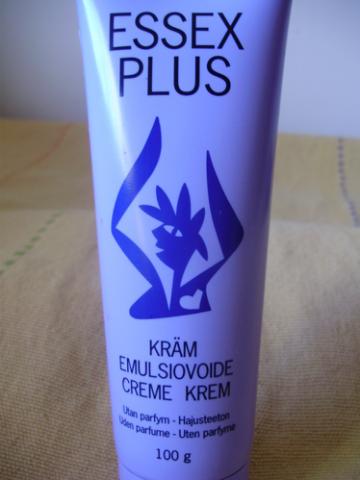 ESSEX
PLUS
KRÄM
EMULSIOVOIDE
CREME KREM
Utan parfym - Hajusteeton
Uden parfume - Uten parfyme
100 g